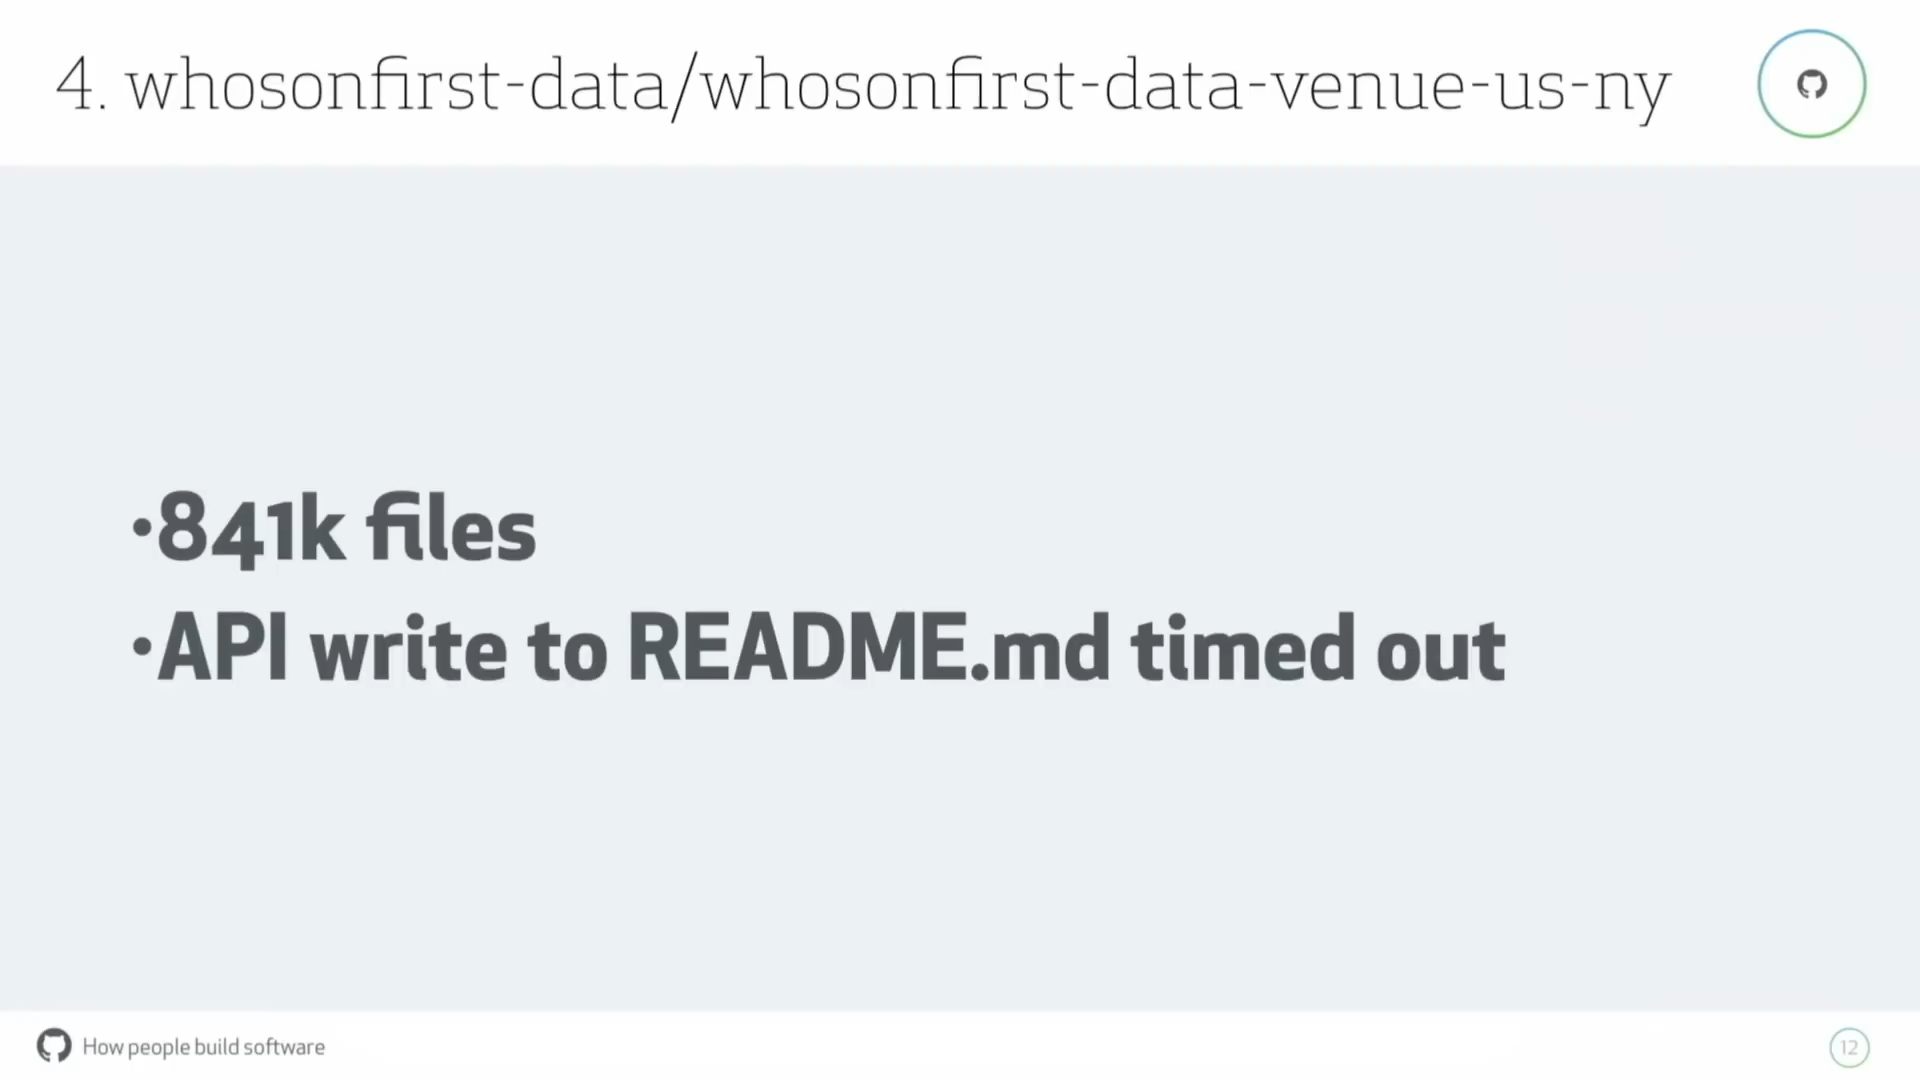 4. whosonfirst-data/whosonfirst-data-venue-us-ny
•841k files
•API write to README.md timed out
How people build software
12